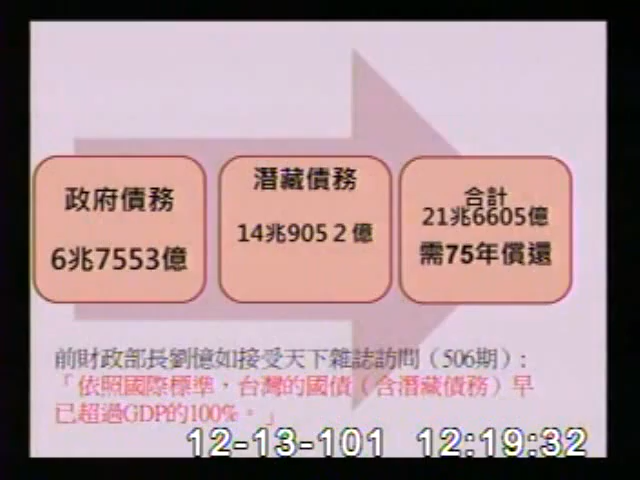 政府債務
6兆7553億
潛藏債務
14兆905２億
合計
21兆6605億
需75年償還
前財政部長劉憶如接受天下雜誌訪問（506期）:
「依照國際標準，台灣的國債（含潛藏債務）早
已超過GDP的100%。」
12-13-101 12:19:32